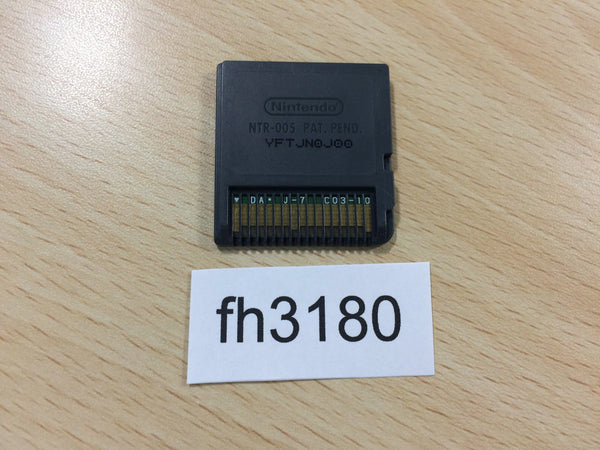 Nintendo
NTR-005 PAT. PEND.
YFTJN0J00
▼ DA* J-7 C03-10
fh3180